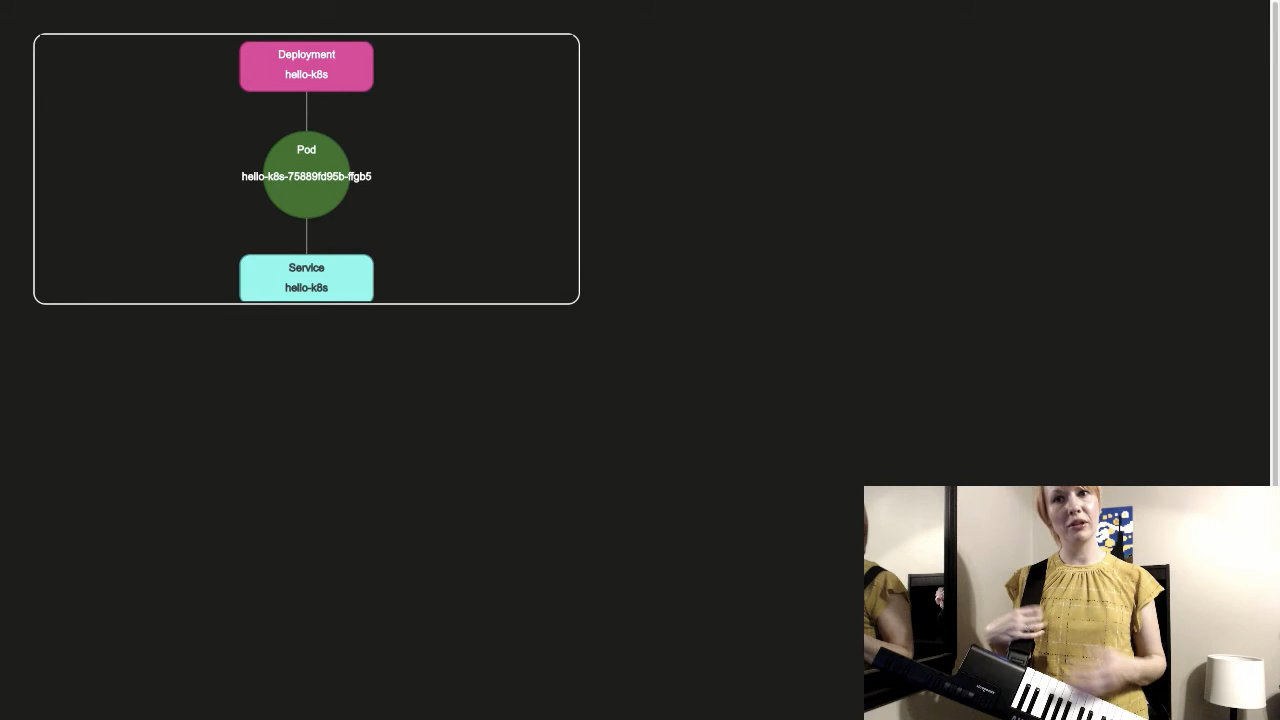 Deployment
hello-k8s
Pod
hello-k8s-75889fd95b-ffgb5
Service
hello-k8s